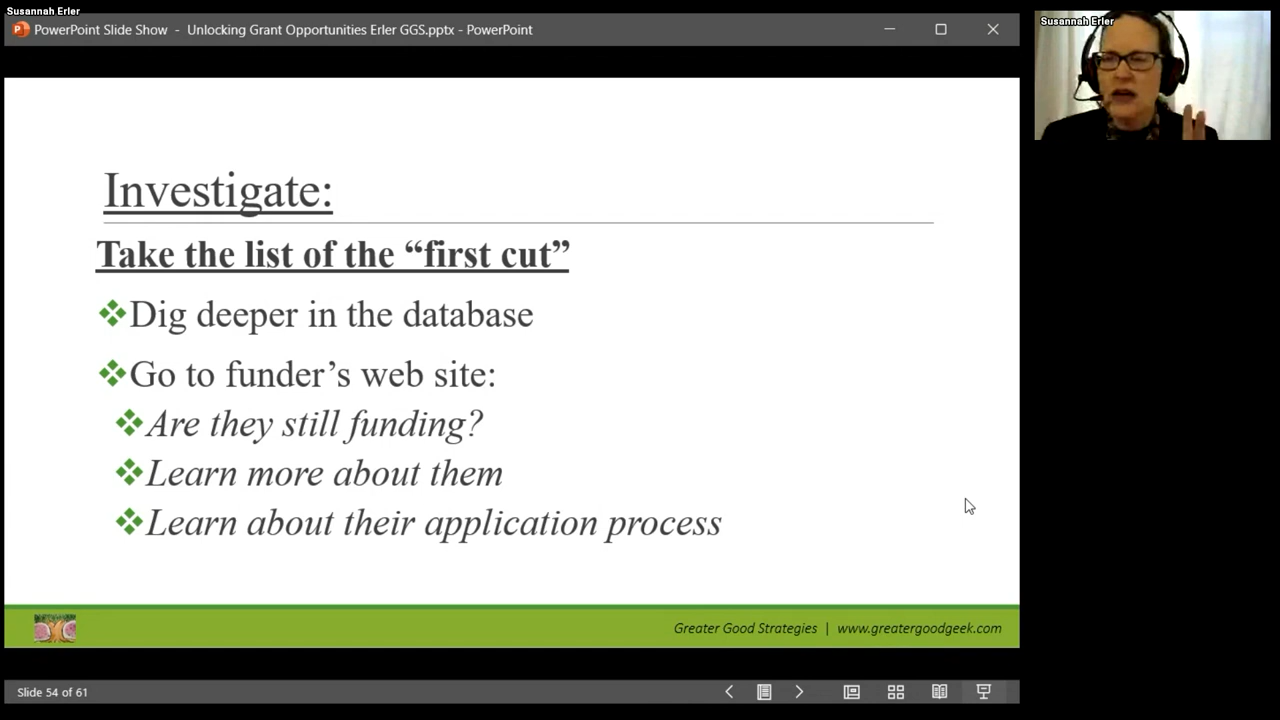 Susannah Erler
PowerPoint Slide Show - Unlocking Grant Opportunities Erler GGS.pptx - PowerPoint
Susannah Erler
Investigate:
Take the list of the “first cut”
Dig deeper in the database
Go to funder’s web site:
Are they still funding?
Learn more about them
Learn about their application process
Greater Good Strategies | www.greatergoodgeek.com
Slide 54 of 61